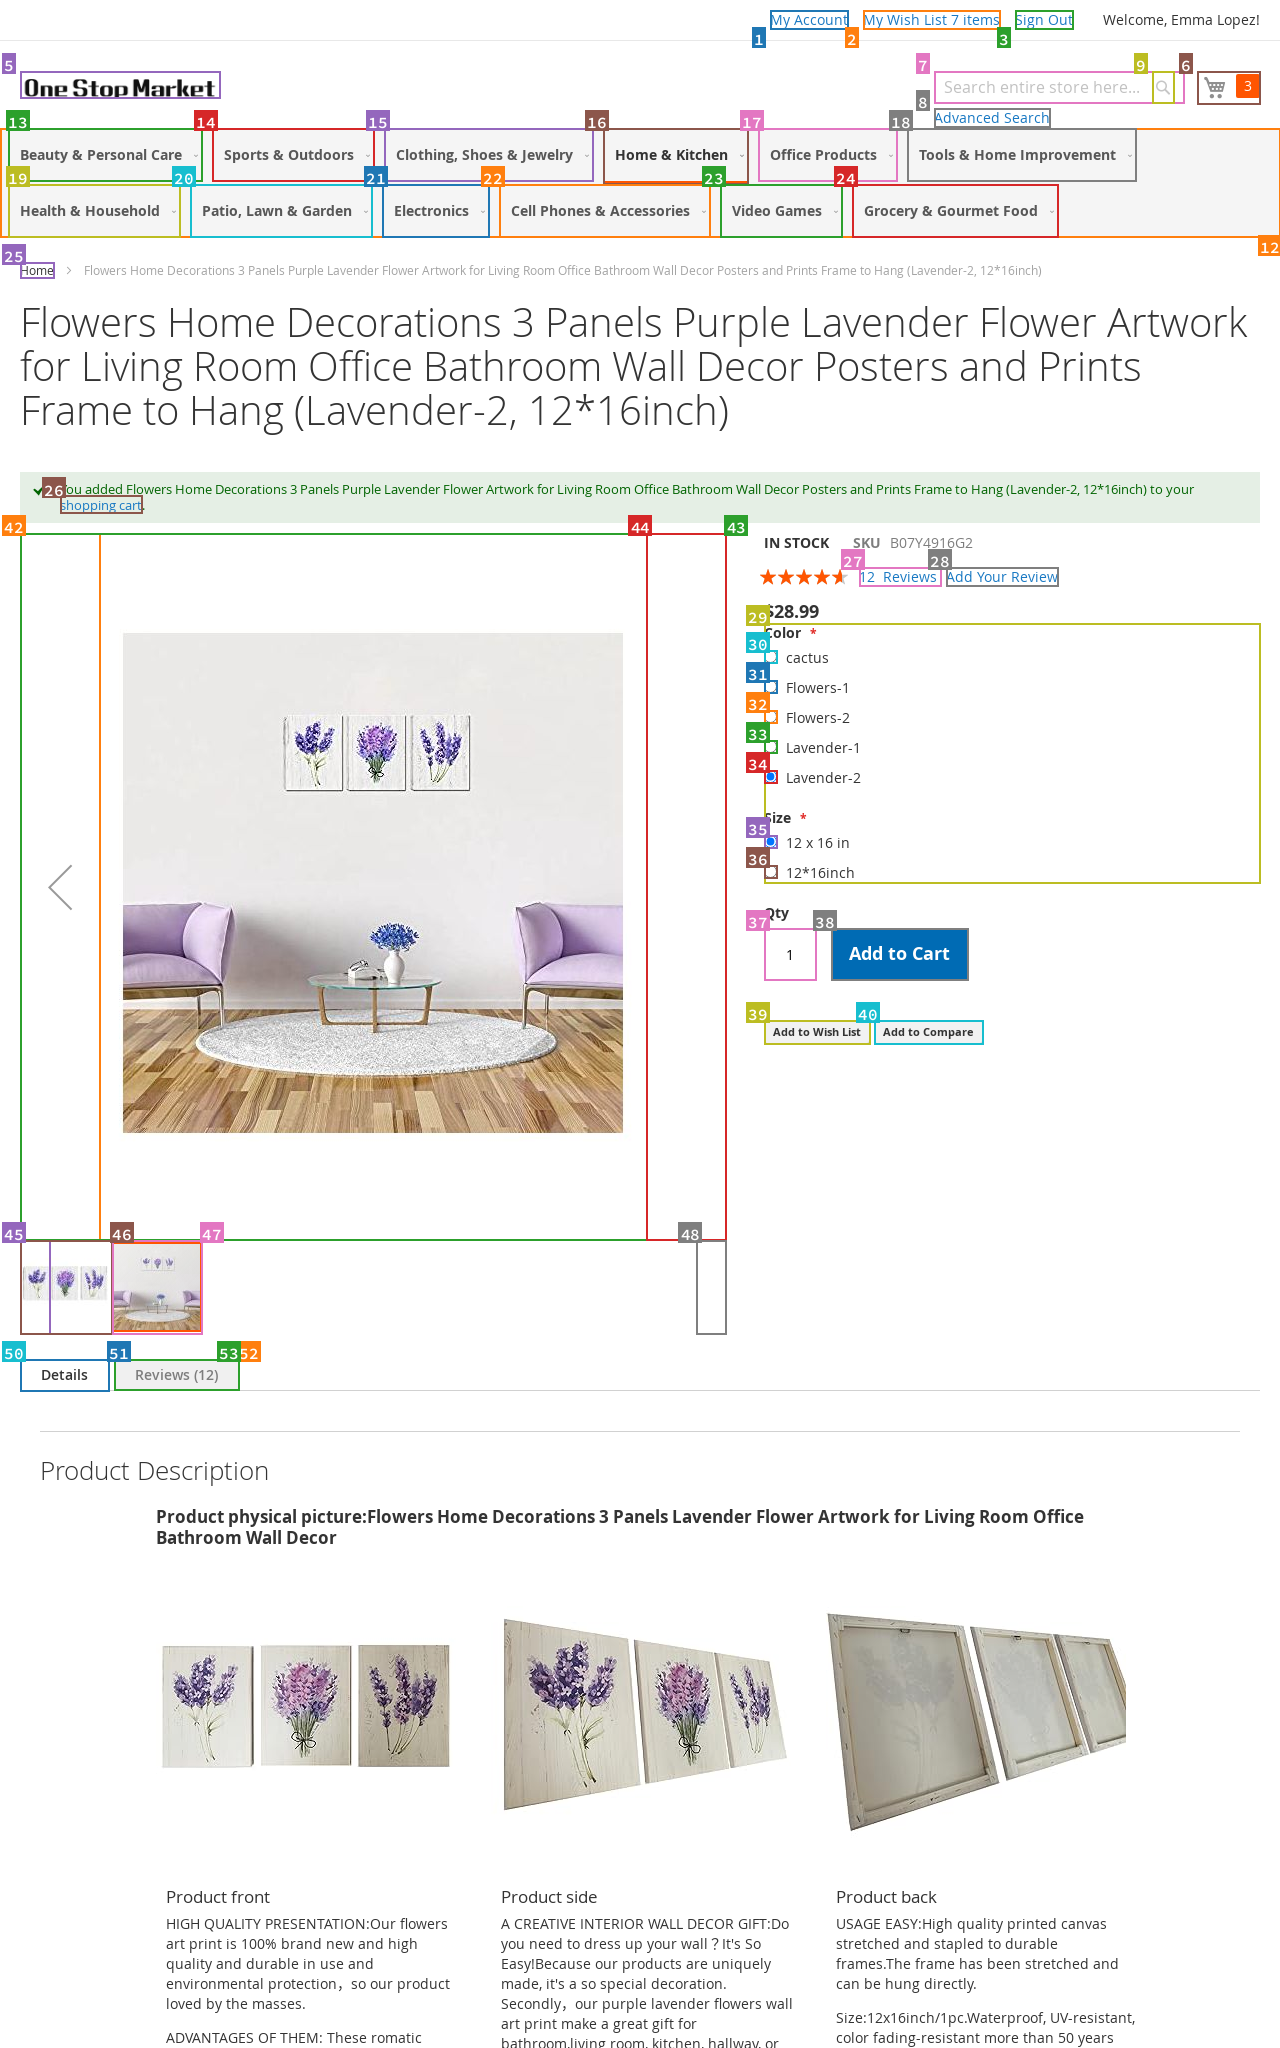 My Account
My Wish List 7 items
Sign Out
Welcome, Emma Lopez!
1
2
3
5
One Stop Market
7
Search entire store here...
9
6
3
8
Advanced Search
13
Beauty & Personal Care
14
Sports & Outdoors
15
Clothing, Shoes & Jewelry
16
Home & Kitchen
17
Office Products
18
Tools & Home Improvement
19
Health & Household
20
Patio, Lawn & Garden
21
Electronics
22
Cell Phones & Accessories
23
Video Games
24
Grocery & Gourmet Food
12
25
Home
Flowers Home Decorations 3 Panels Purple Lavender Flower Artwork for Living Room Office Bathroom Wall Decor Posters and Prints Frame to Hang (Lavender-2, 12*16inch)
Flowers Home Decorations 3 Panels Purple Lavender Flower Artwork
for Living Room Office Bathroom Wall Decor Posters and Prints
Frame to Hang (Lavender-2, 12*16inch)
26
You added Flowers Home Decorations 3 Panels Purple Lavender Flower Artwork for Living Room Office Bathroom Wall Decor Posters and Prints Frame to Hang (Lavender-2, 12*16inch) to your
shopping cart.
42
44
43
IN STOCK
SKU B07Y4916G2
27
12 Reviews
28
Add Your Review
$28.99
29
Color *
30
cactus
31
Flowers-1
32
Flowers-2
33
Lavender-1
34
Lavender-2
Size *
35
12 x 16 in
36
12*16inch
Qty
37
1
38
Add to Cart
39
Add to Wish List
40
Add to Compare
45
46
47
48
50
Details
51
53
52
Reviews (12)
Product Description
Product physical picture:Flowers Home Decorations 3 Panels Lavender Flower Artwork for Living Room Office
Bathroom Wall Decor
Product front
HIGH QUALITY PRESENTATION:Our flowers
art print is 100% brand new and high
quality and durable in use and
environmental protection，so our product
loved by the masses.
ADVANTAGES OF THEM: These romatic
Product side
A CREATIVE INTERIOR WALL DECOR GIFT:Do
you need to dress up your wall？It's So
Easy!Because our products are uniquely
made, it's a so special decoration.
Secondly，our purple lavender flowers wall
art print make a great gift for
bathroom,living room, kitchen, hallway, or
Product back
USAGE EASY:High quality printed canvas
stretched and stapled to durable
frames.The frame has been stretched and
can be hung directly.
Size:12x16inch/1pc.Waterproof, UV-resistant,
color fading-resistant more than 50 years